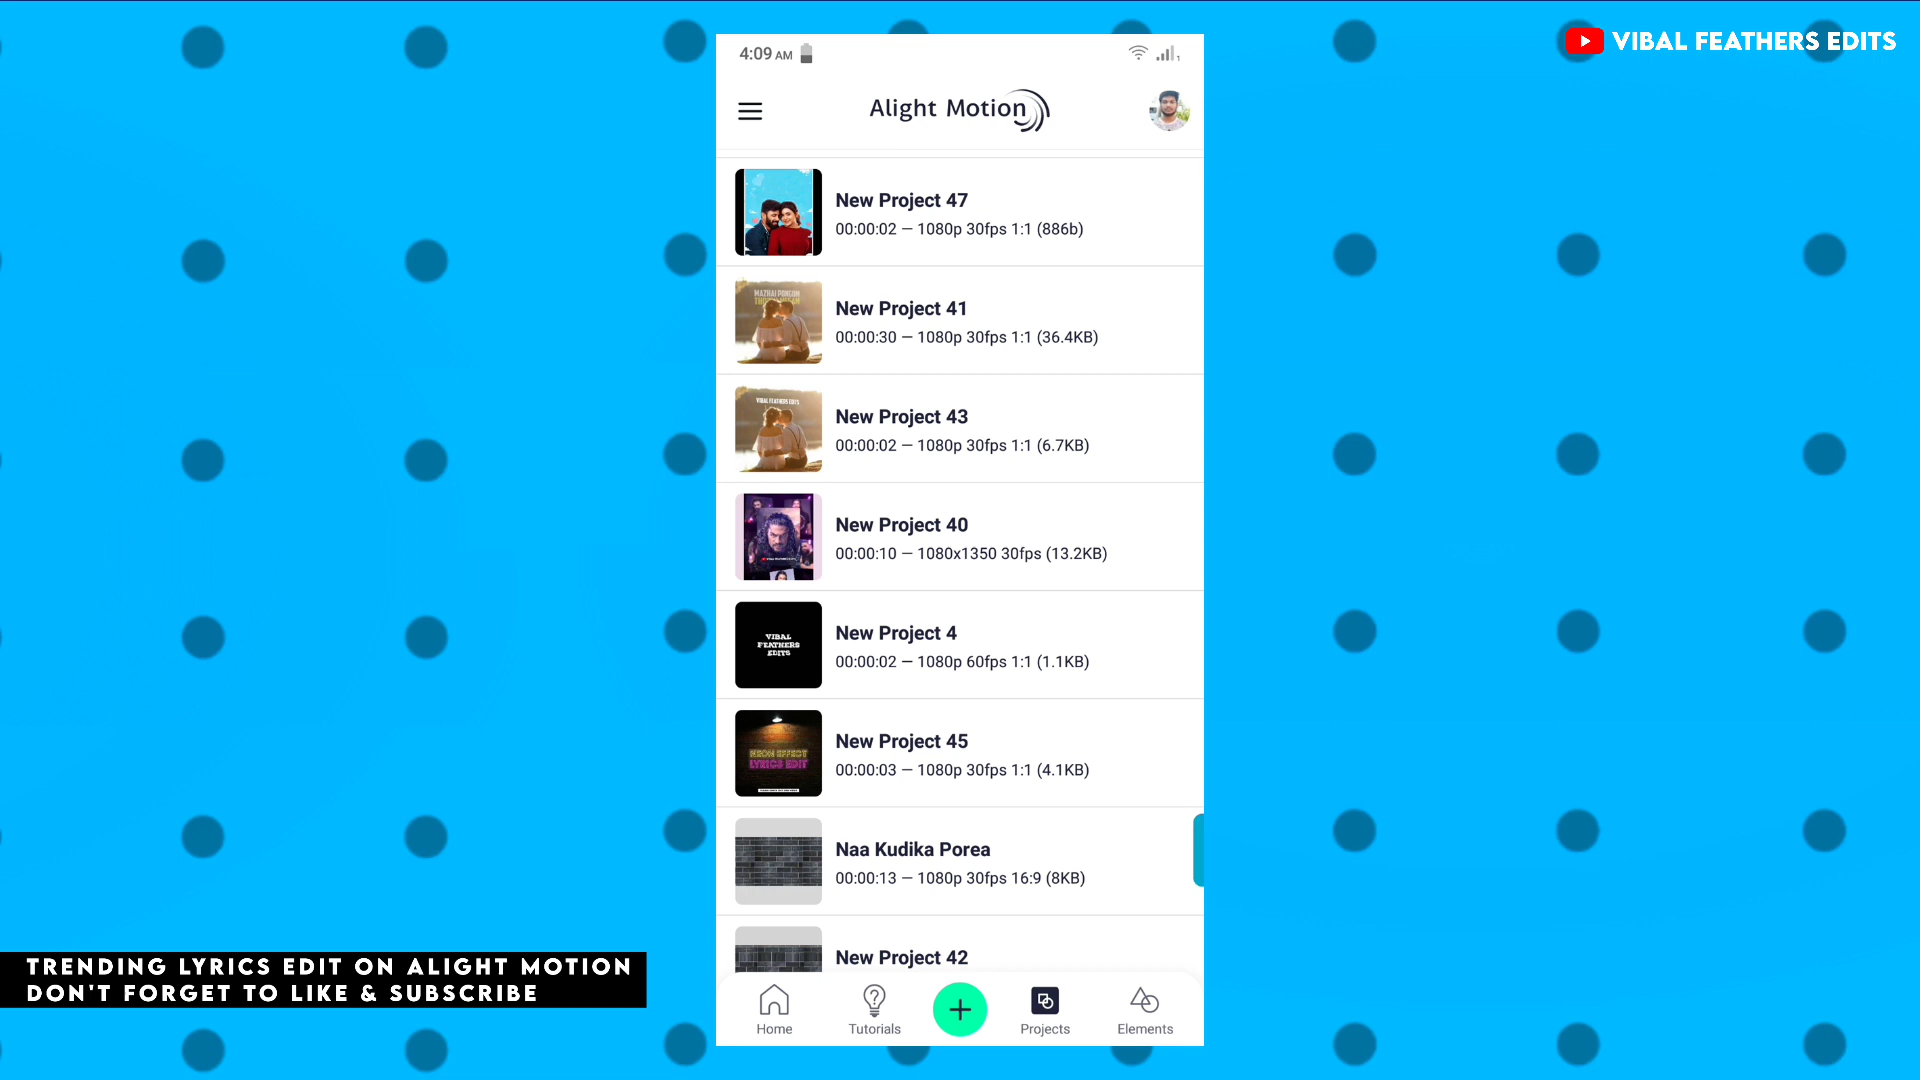 VIBAL FEATHERS EDITS
4:09 AM
Alight Motion
New Project 47
00:00:02 — 1080p 30fps 1:1 (886b)
MAZHAI PONGUM
New Project 41
00:00:30 — 1080p 30fps 1:1 (36.4KB)
VIBAL FEATHERS EDITS
New Project 43
00:00:02 — 1080p 30fps 1:1 (6.7KB)
New Project 40
00:00:10 — 1080x1350 30fps (13.2KB)
VIBAL
FEATHERS
EDITS
New Project 4
00:00:02 — 1080p 60fps 1:1 (1.1KB)
NEON EFFECT
LYRICS EDIT
New Project 45
00:00:03 — 1080p 30fps 1:1 (4.1KB)
Naa Kudika Porea
00:00:13 — 1080p 30fps 16:9 (8KB)
New Project 42
TRENDING LYRICS EDIT ON ALIGHT MOTION
DON'T FORGET TO LIKE & SUBSCRIBE
Home
Tutorials
Projects
Elements